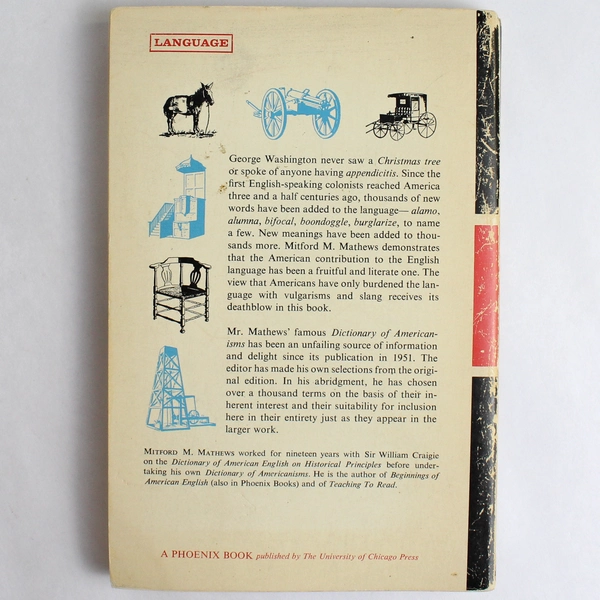 LANGUAGE
George Washington never saw a Christmas tree
or spoke of anyone having appendicitis. Since the
first English-speaking colonists reached America
three and a half centuries ago, thousands of new
words have been added to the language—alamo,
alumna, bifocal, boondoggle, burglarize, to name
a few. New meanings have been added to thou-
sands more. Mitford M. Mathews demonstrates
that the American contribution to the English
language has been a fruitful and literate one. The
view that Americans have only burdened the lan-
guage with vulgarisms and slang receives its
deathblow in this book.
Mr. Mathews' famous Dictionary of American-
isms has been an unfailing source of information
and delight since its publication in 1951. The
editor has made his own selections from the origi-
nal edition. In his abridgment, he has chosen
over a thousand terms on the basis of their in-
herent interest and their suitability for inclusion
here in their entirety just as they appear in the
larger work.
MITFORD M. MATHEWS worked for nineteen years with Sir William Craigie
on the Dictionary of American English on Historical Principles before under-
taking his own Dictionary of Americanisms. He is the author of Beginnings of
American English (also in Phoenix Books) and of Teaching To Read.
A PHOENIX BOOK published by The University of Chicago Press